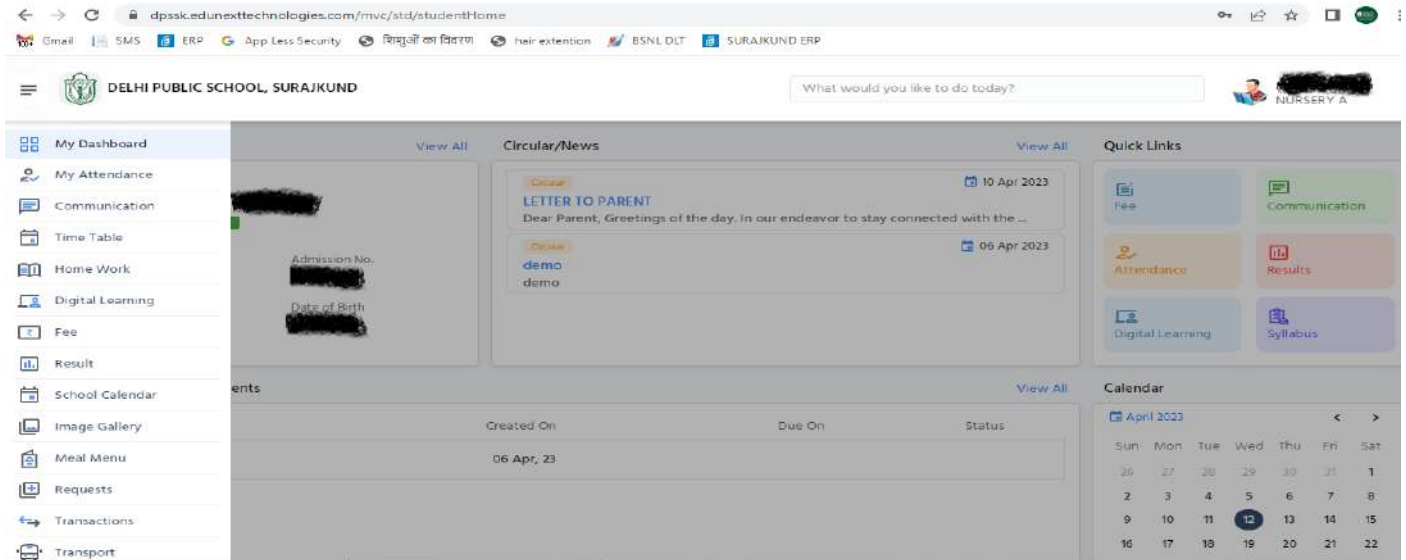 dpssk.edunexttechnologies.com/mvc/std/studentHome
Gmail SMS ERP App Less Security शिशुओं का विवरण hair extention BSNL DLT SURAJKUND ERP
DELHI PUBLIC SCHOOL, SURAJKUND
What would you like to do today?
NURSERY A
My Dashboard
My Attendance
Communication
Time Table
Home Work
Digital Learning
Fee
Result
School Calendar
Image Gallery
Meal Menu
Requests
Transactions
Transport
View All
Admission No.
Date of Birth
Circular/News View All
Circular 10 Apr 2023
LETTER TO PARENT
Dear Parent, Greetings of the day. In our endeavor to stay connected with the ...
Circular 06 Apr 2023
demo
demo
Quick Links
Fee Communication
Attendance Results
Digital Learning Syllabus
ents View All
Created On Due On Status
06 Apr, 23
Calendar
April 2023 < >
Sun Mon Tue Wed Thu Fri Sat
26 27 28 29 30 31 1
2 3 4 5 6 7 8
9 10 11 12 13 14 15
16 17 18 19 20 21 22